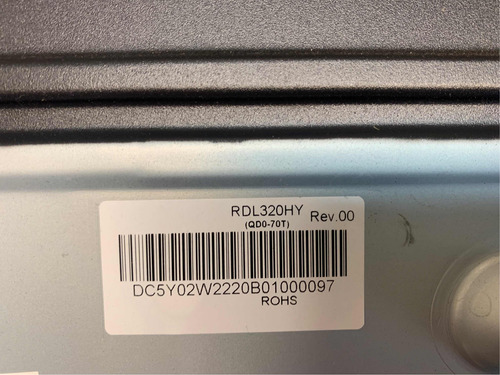 RDL320HY Rev.00
(QD0-70T)
DC5Y02W2220B01000097
ROHS